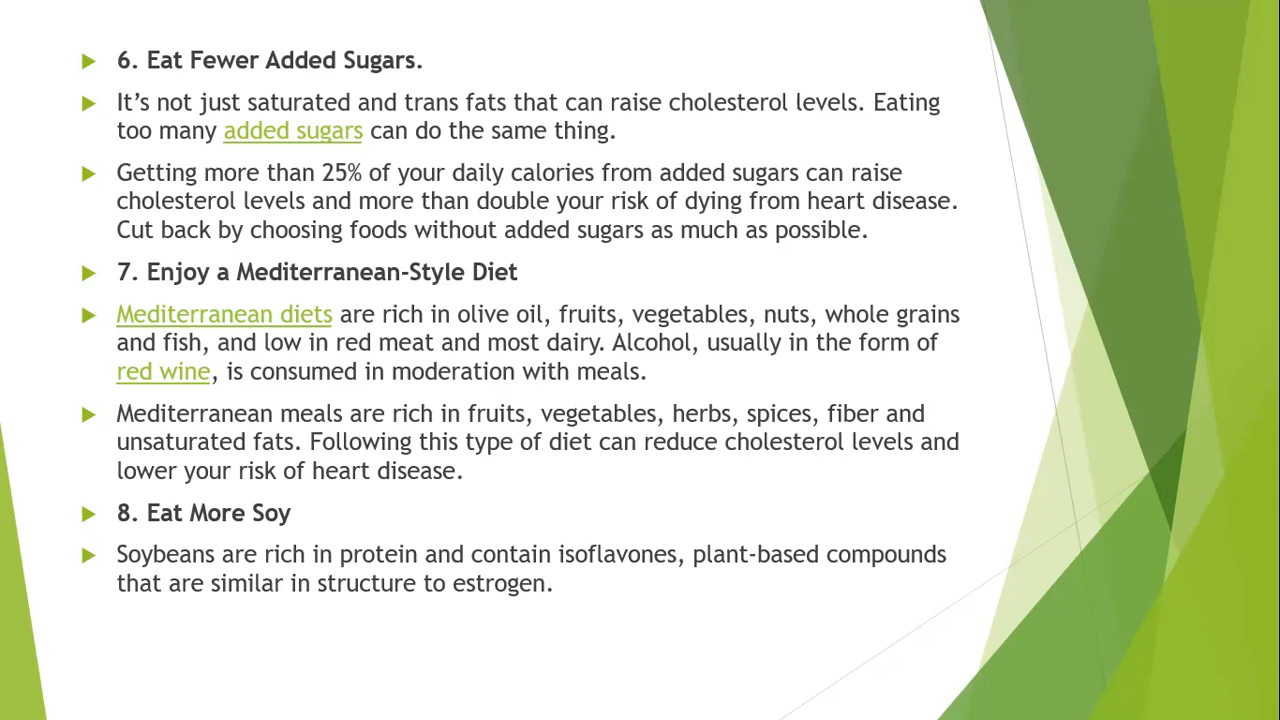 6. Eat Fewer Added Sugars.
It’s not just saturated and trans fats that can raise cholesterol levels. Eating
too many added sugars can do the same thing.
Getting more than 25% of your daily calories from added sugars can raise
cholesterol levels and more than double your risk of dying from heart disease.
Cut back by choosing foods without added sugars as much as possible.
7. Enjoy a Mediterranean-Style Diet
Mediterranean diets are rich in olive oil, fruits, vegetables, nuts, whole grains
and fish, and low in red meat and most dairy. Alcohol, usually in the form of
red wine, is consumed in moderation with meals.
Mediterranean meals are rich in fruits, vegetables, herbs, spices, fiber and
unsaturated fats. Following this type of diet can reduce cholesterol levels and
lower your risk of heart disease.
8. Eat More Soy
Soybeans are rich in protein and contain isoflavones, plant-based compounds
that are similar in structure to estrogen.